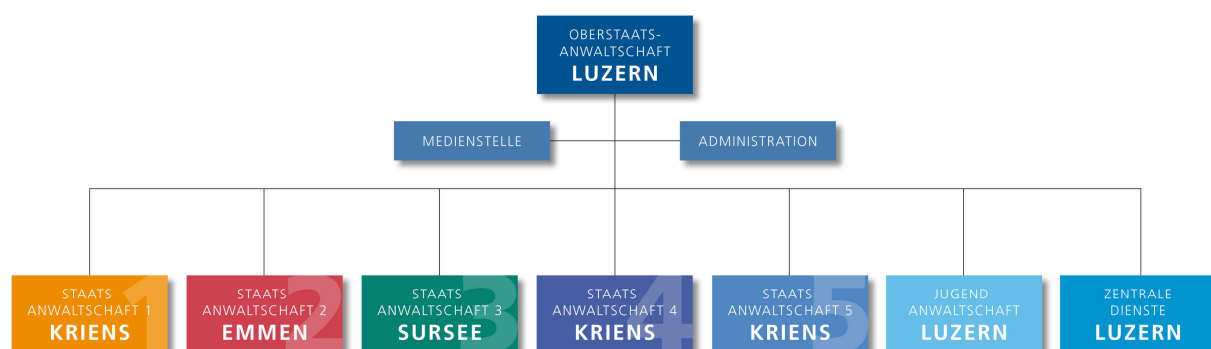 OBERSTAATS-
ANWALTSCHAFT
LUZERN
MEDIENSTELLE
ADMINISTRATION
STAATS
ANWALTSCHAFT 1
KRIENS
1
STAATS
ANWALTSCHAFT 2
EMMEN
2
STAATS
ANWALTSCHAFT 3
SURSEE
3
STAATS
ANWALTSCHAFT 4
KRIENS
4
STAATS
ANWALTSCHAFT 5
KRIENS
5
JUGEND
ANWALTSCHAFT
LUZERN
ZENTRALE
DIENSTE
LUZERN